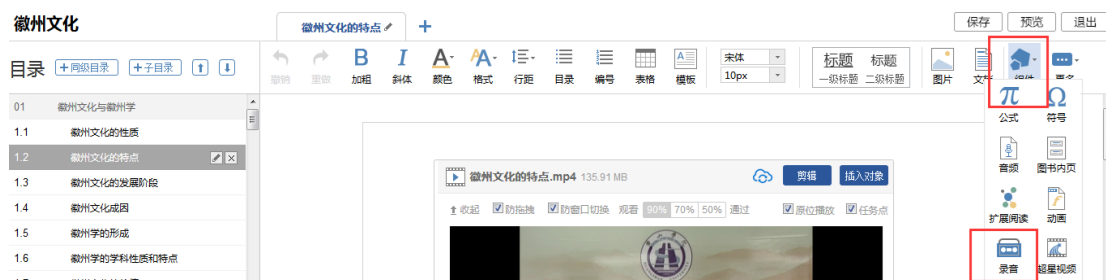 徽州文化
徽州文化的特点
保存 预览 退出
目录 +同级目录 +子目录
撤销 重做 加粗 斜体 颜色 格式 行距 目录 编号 表格 模板
宋体
10px
标题 标题
一级标题 二级标题
图片
01 徽州文化与徽州学
1.1 徽州文化的性质
1.2 徽州文化的特点
1.3 徽州文化的发展阶段
1.4 徽州文化成因
1.5 徽州学的形成
1.6 徽州学的学科性质和特点
徽州文化的特点.mp4 135.91 MB 剪辑 插入对象
收起 防拖拽 防窗口切换 观看 90% 70% 50% 通过 原位播放 任务点
π Ω
公式 符号
音频 图书内页
扩展阅读 动画
录音 超星视频